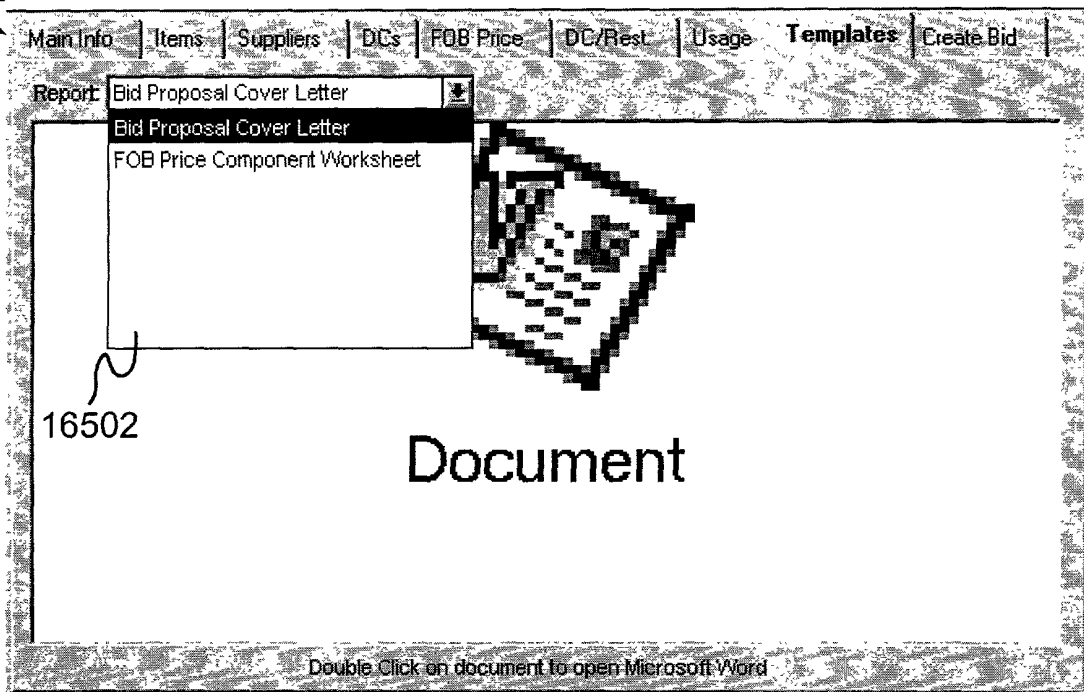 Main Info Items Suppliers DCs FOB Price DC/Rest. Usage Templates Create Bid
Report: Bid Proposal Cover Letter
Bid Proposal Cover Letter
FOB Price Component Worksheet
16502
Document
Double Click on document to open Microsoft Word